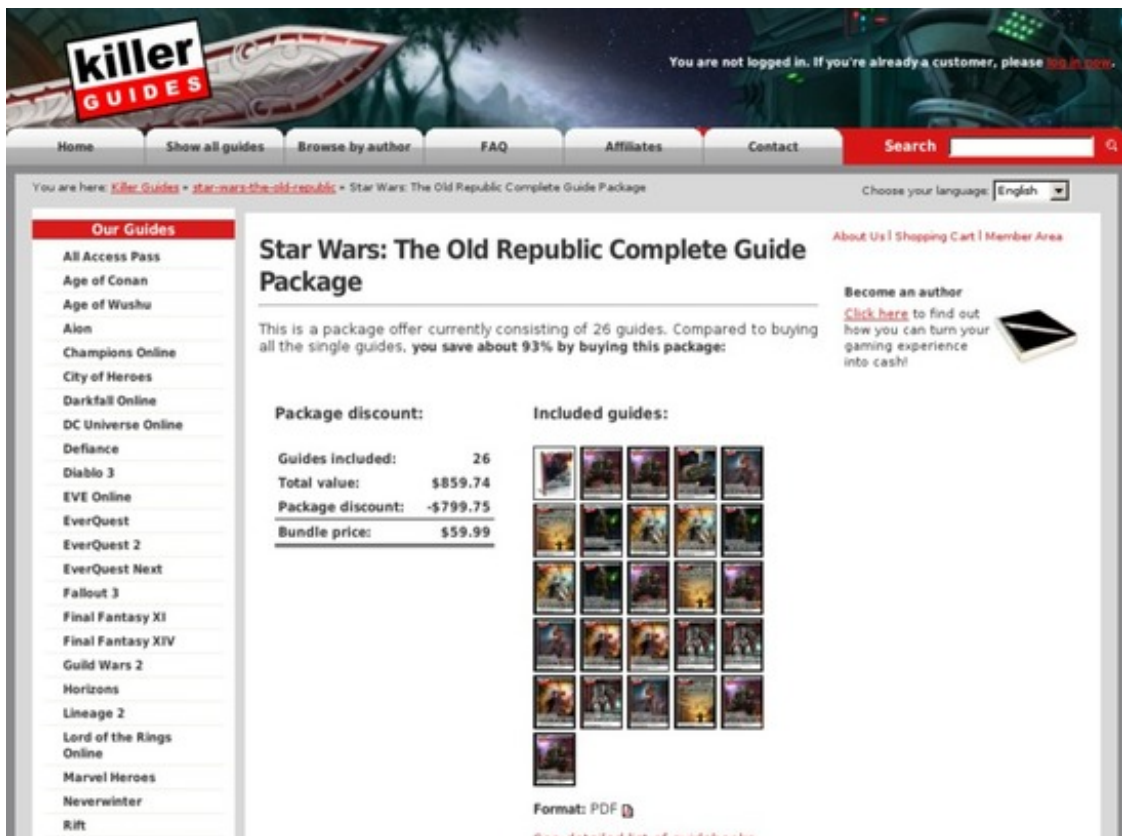 killer
GUIDES
You are not logged in. If you're already a customer, please log in now.
Home
Show all guides
Browse by author
FAQ
Affiliates
Contact
Search
You are here: Killer Guides » star-wars-the-old-republic » Star Wars: The Old Republic Complete Guide Package
Choose your language: English
Our Guides
All Access Pass
Age of Conan
Age of Wushu
Aion
Champions Online
City of Heroes
Darkfall Online
DC Universe Online
Defiance
Diablo 3
EVE Online
EverQuest
EverQuest 2
EverQuest Next
Fallout 3
Final Fantasy XI
Final Fantasy XIV
Guild Wars 2
Horizons
Lineage 2
Lord of the Rings
Online
Marvel Heroes
Neverwinter
Rift
Star Wars: The Old Republic Complete Guide
Package
This is a package offer currently consisting of 26 guides. Compared to buying
all the single guides, you save about 93% by buying this package:
Package discount:
Guides included: 26
Total value: $859.74
Package discount: -$799.75
Bundle price: $59.99
Included guides:
Format: PDF
See detailed list of guidebooks
About Us | Shopping Cart | Member Area
Become an author
Click here to find out
how you can turn your
gaming experience
into cash!